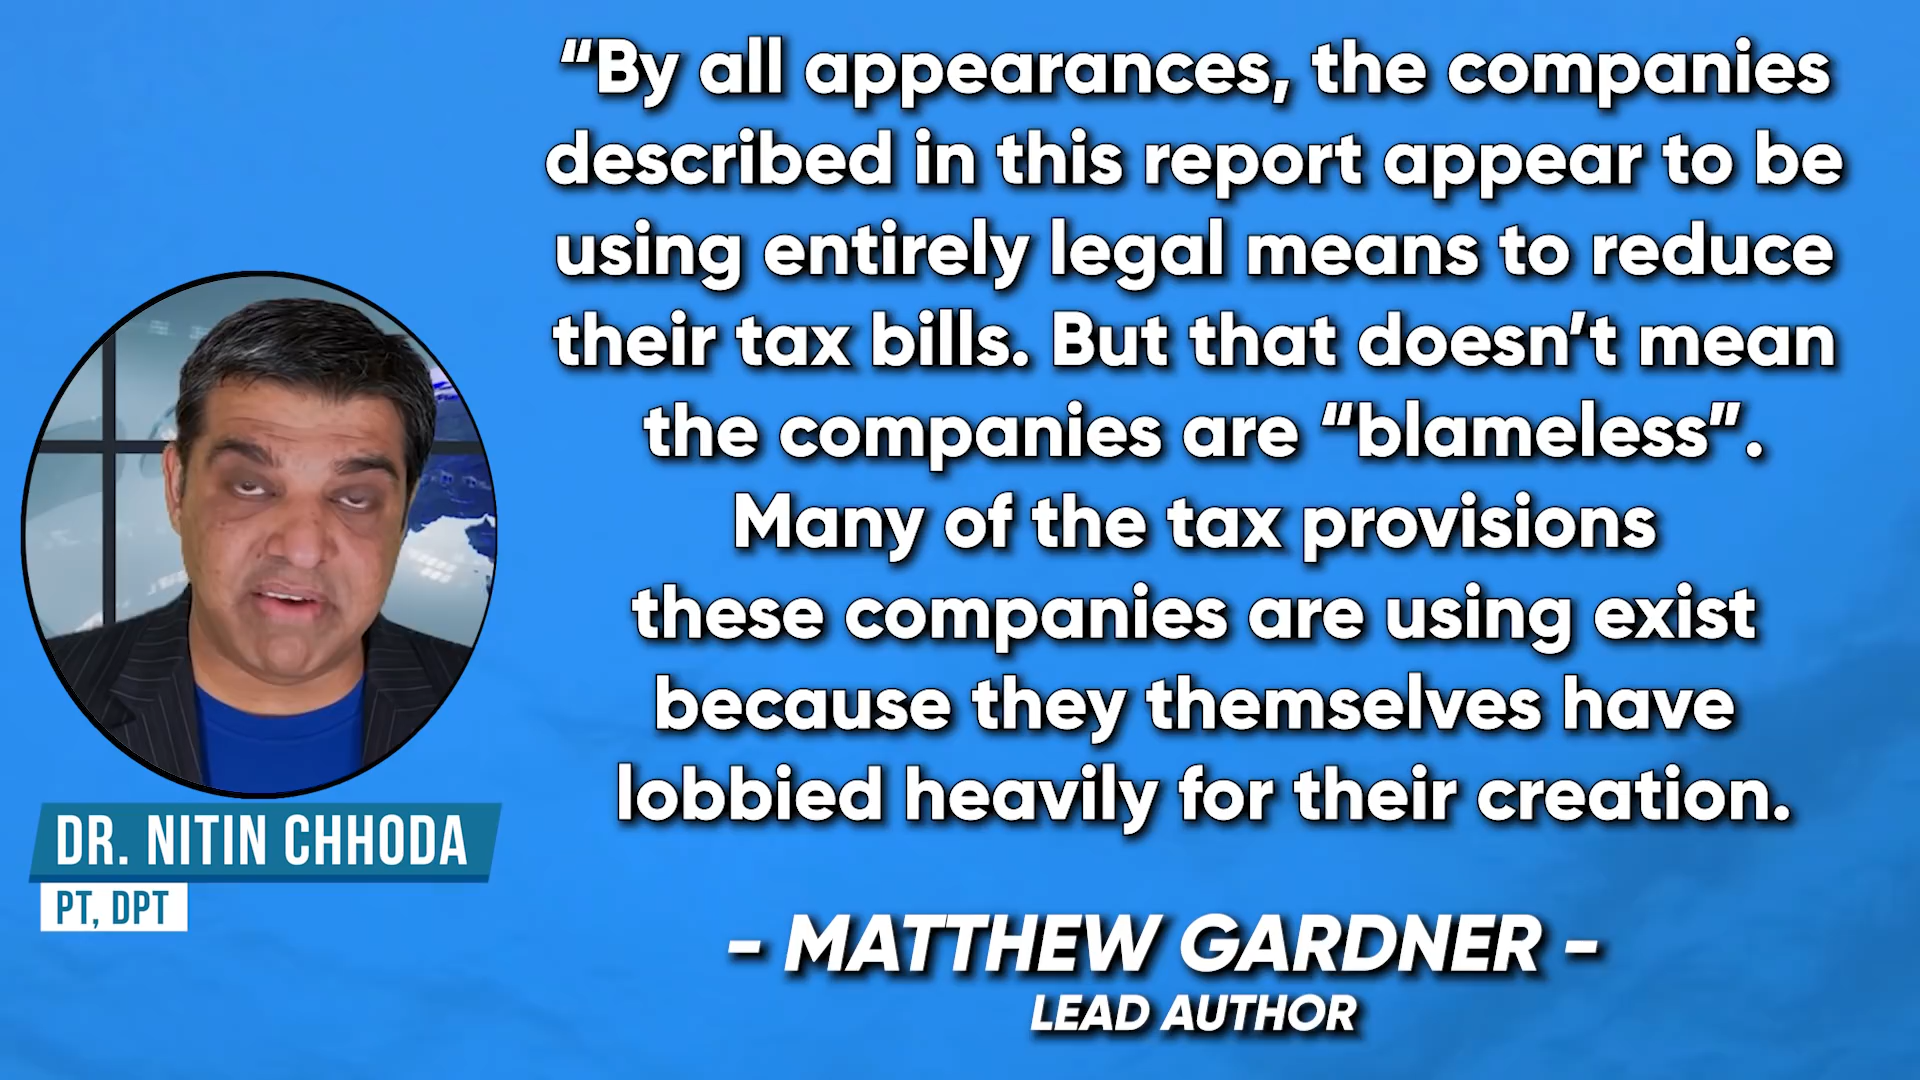 “By all appearances, the companies
described in this report appear to be
using entirely legal means to reduce
their tax bills. But that doesn’t mean
the companies are “blameless”.
Many of the tax provisions
these companies are using exist
because they themselves have
lobbied heavily for their creation.
- MATTHEW GARDNER -
LEAD AUTHOR
DR. NITIN CHHODA
PT, DPT